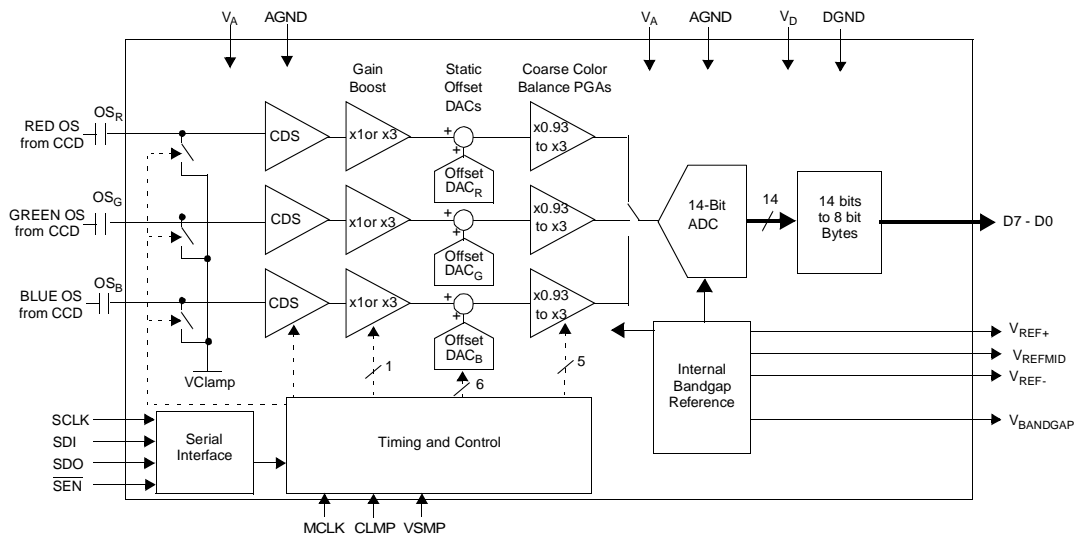 VA AGND VA AGND VD DGND
Gain
Boost
Static
Offset
DACs
Coarse Color
Balance PGAs
OSR
RED OS
from CCD
CDS
x1or x3
+
+
Offset
DACR
x0.93
to x3
OSG
GREEN OS
from CCD
CDS
x1or x3
+
+
Offset
DACG
x0.93
to x3
14-Bit
ADC
14
14 bits
to 8 bit
Bytes
D7 - D0
OSB
BLUE OS
from CCD
CDS
x1or x3
+
+
Offset
DACB
x0.93
to x3
VClamp
1
6
5
Internal
Bandgap
Reference
VREF+
VREFMID
VREF-
VBANDGAP
SCLK
SDI
SDO
SEN
Serial
Interface
Timing and Control
MCLK CLMP VSMP